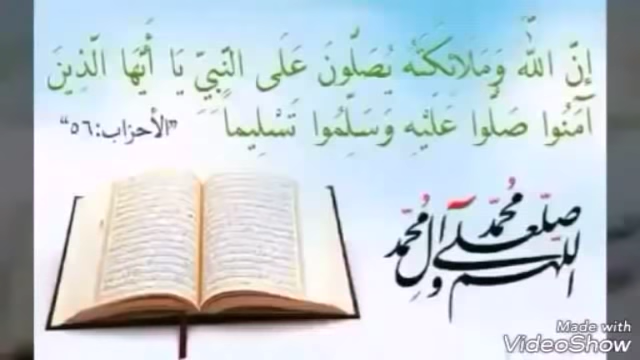 إِنَّ اللَّهَ وَمَلَائِكَتَهُ يُصَلُّونَ عَلَى النَّبِيِّ يَا أَيُّهَا الَّذِينَ
آمَنُوا صَلُّوا عَلَيْهِ وَسَلِّمُوا تَسْلِيماً "الأحزاب:٥٦"
اللهم صل على محمد وآل محمد
Made with
VideoShow